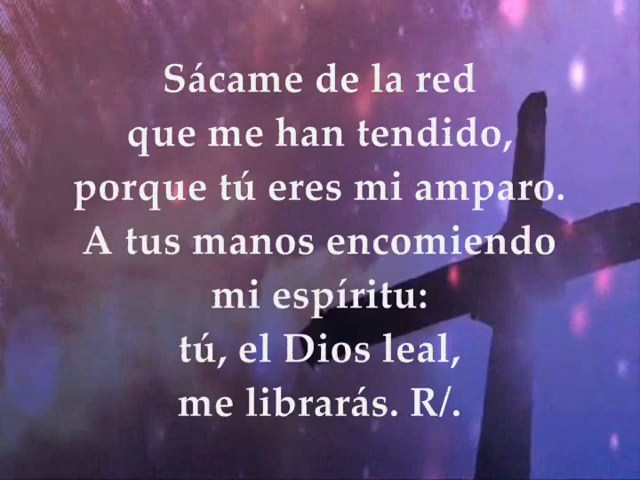 Sácame de la red
que me han tendido,
porque tú eres mi amparo.
A tus manos encomiendo
mi espíritu:
tú, el Dios leal,
me librarás. R/.